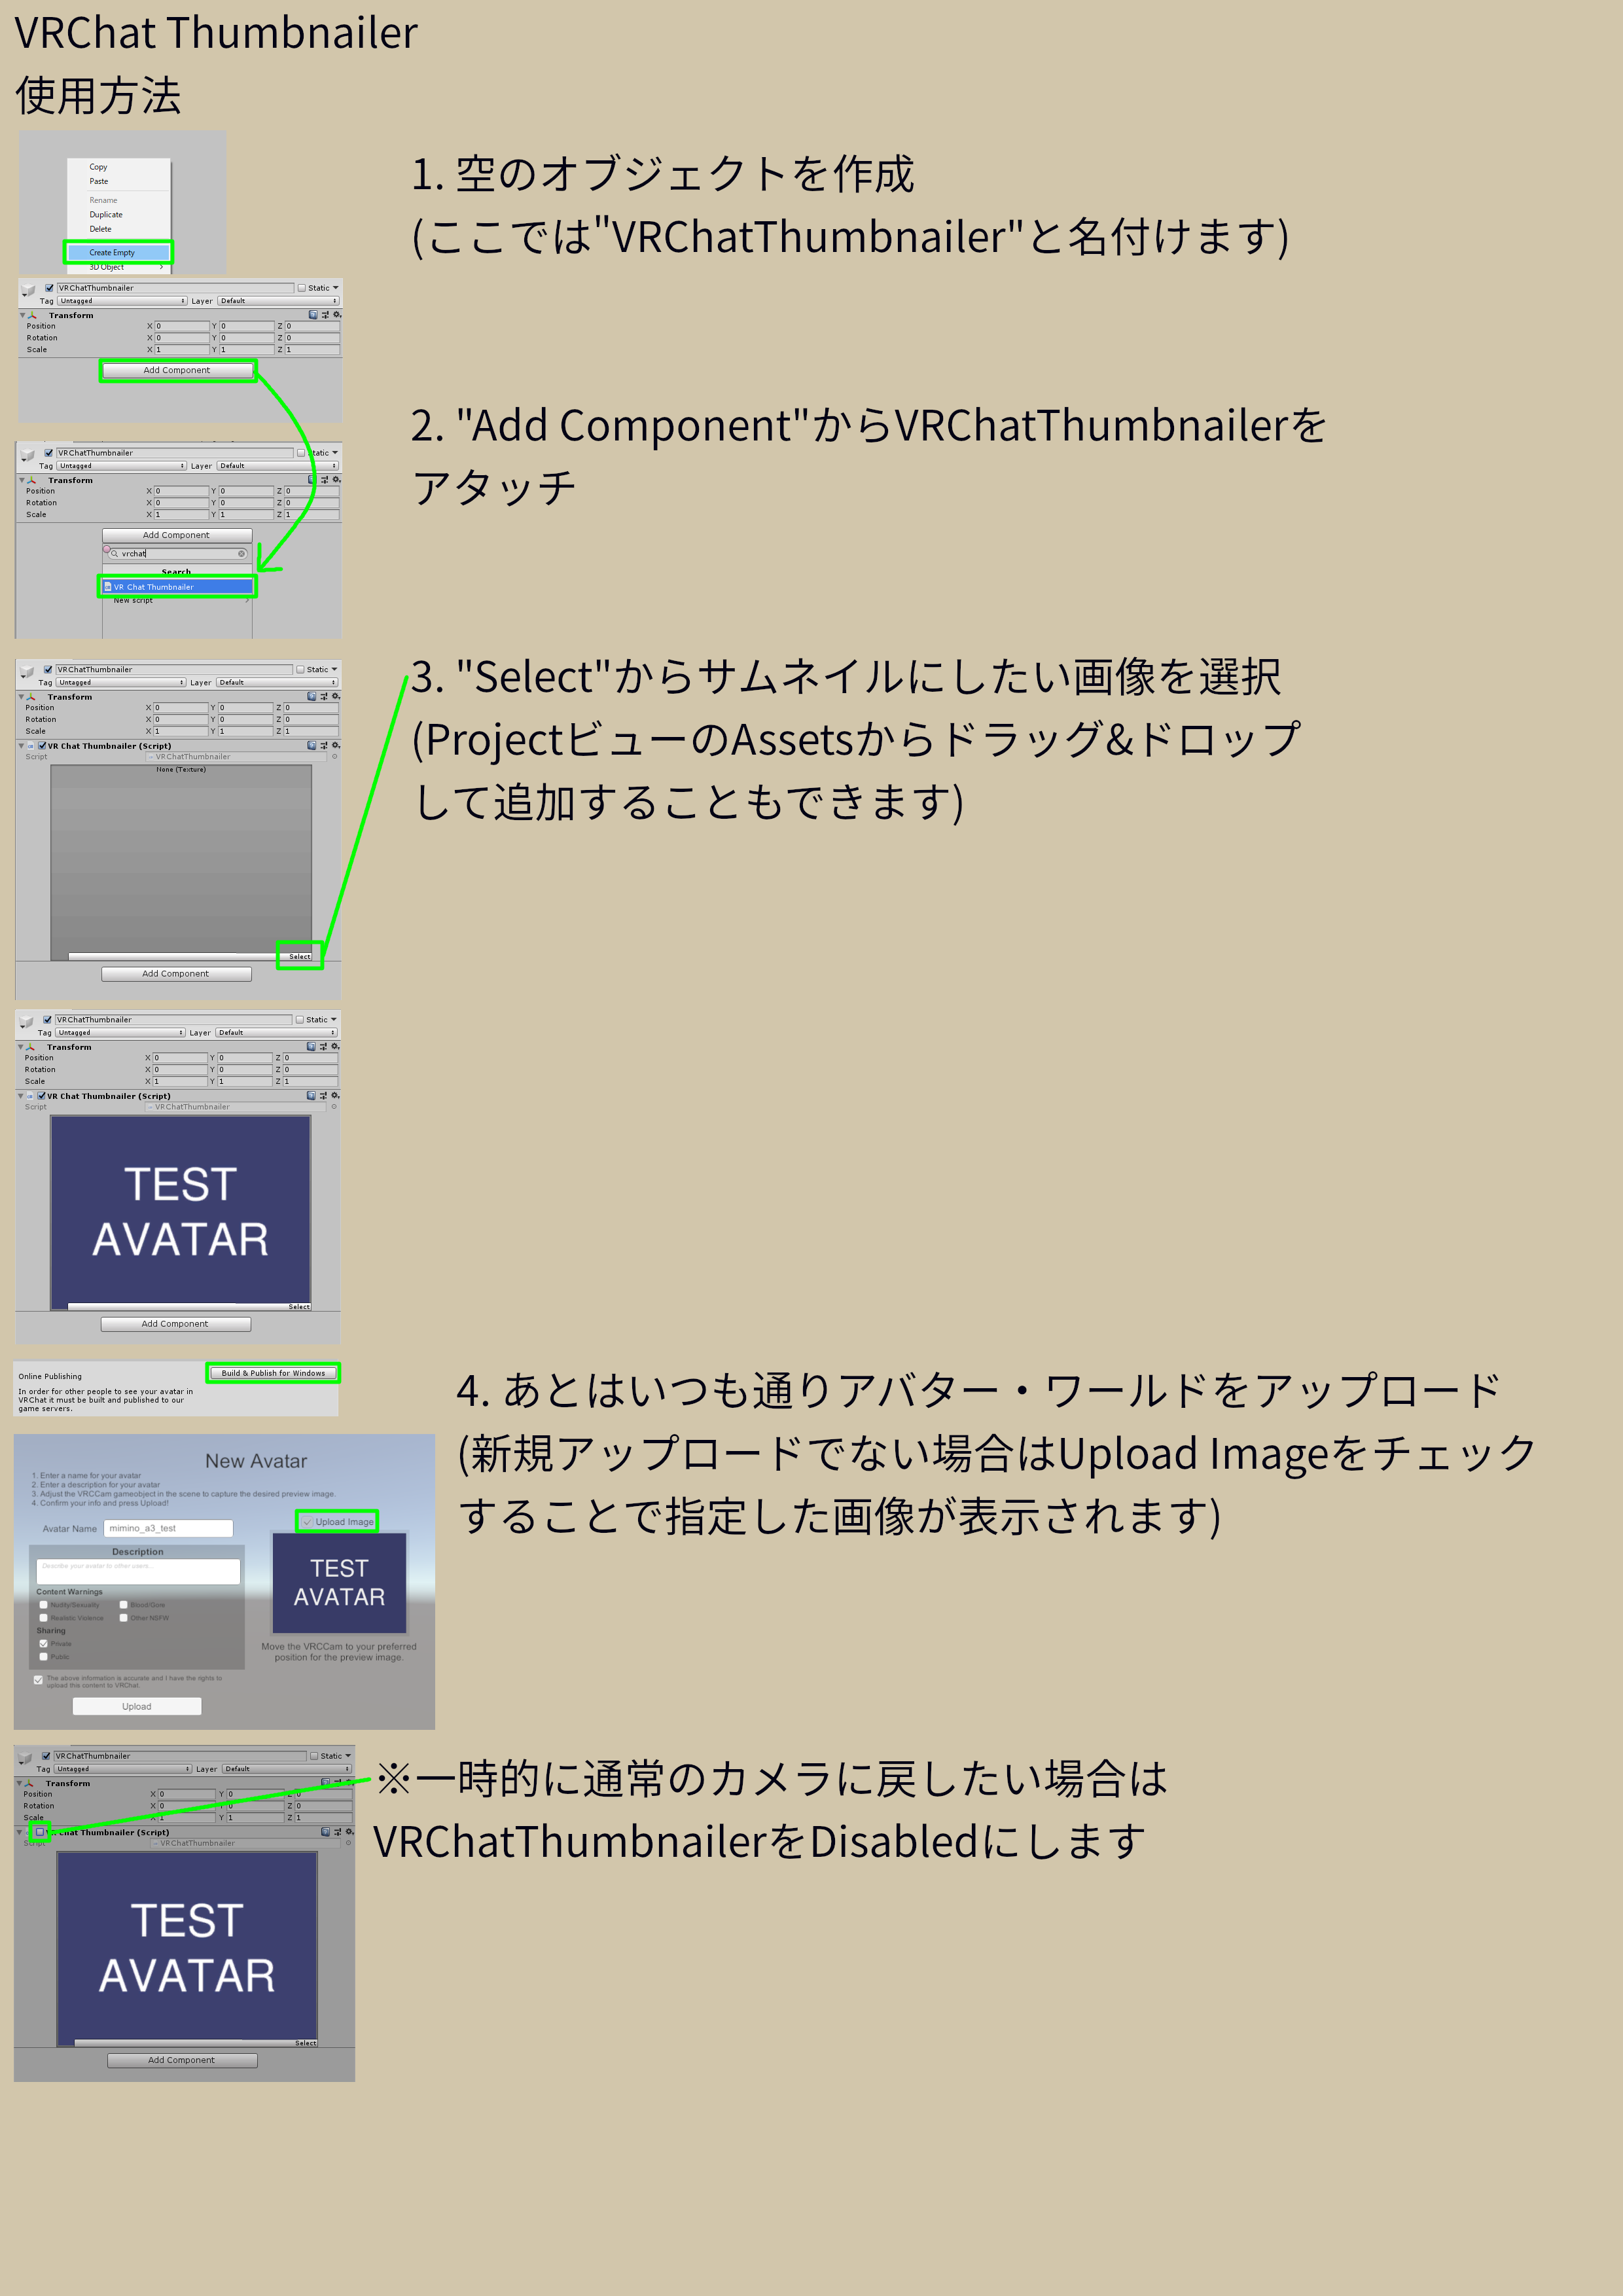 VRChat Thumbnailer
使用方法
Copy
Paste
Rename
Duplicate
Delete
Create Empty
3D Object
1. 空のオブジェクトを作成
(ここでは"VRChatThumbnailer"と名付けます)
VRChatThumbnailer Static
Tag Untagged Layer Default
Transform
Position X 0 Y 0 Z 0
Rotation X 0 Y 0 Z 0
Scale X 1 Y 1 Z 1
Add Component
2. "Add Component"からVRChatThumbnailerを
アタッチ
VRChatThumbnailer Static
Tag Untagged Layer Default
Transform
Position X 0 Y 0 Z 0
Rotation X 0 Y 0 Z 0
Scale X 1 Y 1 Z 1
Add Component
vrchat
Search
VR Chat Thumbnailer
New script
3. "Select"からサムネイルにしたい画像を選択
(ProjectビューのAssetsからドラッグ&ドロップ
して追加することもできます)
VRChatThumbnailer Static
Tag Untagged Layer Default
Transform
Position X 0 Y 0 Z 0
Rotation X 0 Y 0 Z 0
Scale X 1 Y 1 Z 1
VR Chat Thumbnailer (Script)
Script VRChatThumbnailer
None (Texture)
Select
Add Component
VRChatThumbnailer Static
Tag Untagged Layer Default
Transform
Position X 0 Y 0 Z 0
Rotation X 0 Y 0 Z 0
Scale X 1 Y 1 Z 1
VR Chat Thumbnailer (Script)
Script VRChatThumbnailer
TEST
AVATAR
Select
Add Component
Online Publishing Build & Publish for Windows
In order for other people to see your avatar in
VRChat it must be built and published to our
game servers.
4. あとはいつも通りアバター・ワールドをアップロード
(新規アップロードでない場合はUpload Imageをチェック
することで指定した画像が表示されます)
New Avatar
1. Enter a name for your avatar
2. Enter a description for your avatar
3. Adjust the VRCCam gameobject in the scene to capture the desired preview image.
4. Confirm your info and press Upload!
Avatar Name mimino_a3_test
Upload Image
TEST
AVATAR
Move the VRCCam to your preferred
position for the preview image.
Description
Describe your avatar to other users...
Content Warnings
Nudity/Sexuality Blood/Gore
Realistic Violence Other NSFW
Sharing
Private
Public
The above information is accurate and I have the rights to
upload this content to VRChat.
Upload
※一時的に通常のカメラに戻したい場合は
VRChatThumbnailerをDisabledにします
VRChatThumbnailer Static
Tag Untagged Layer Default
Transform
Position X 0 Y 0 Z 0
Rotation X 0 Y 0 Z 0
Scale X 1 Y 1 Z 1
VR Chat Thumbnailer (Script)
Script VRChatThumbnailer
TEST
AVATAR
Select
Add Component